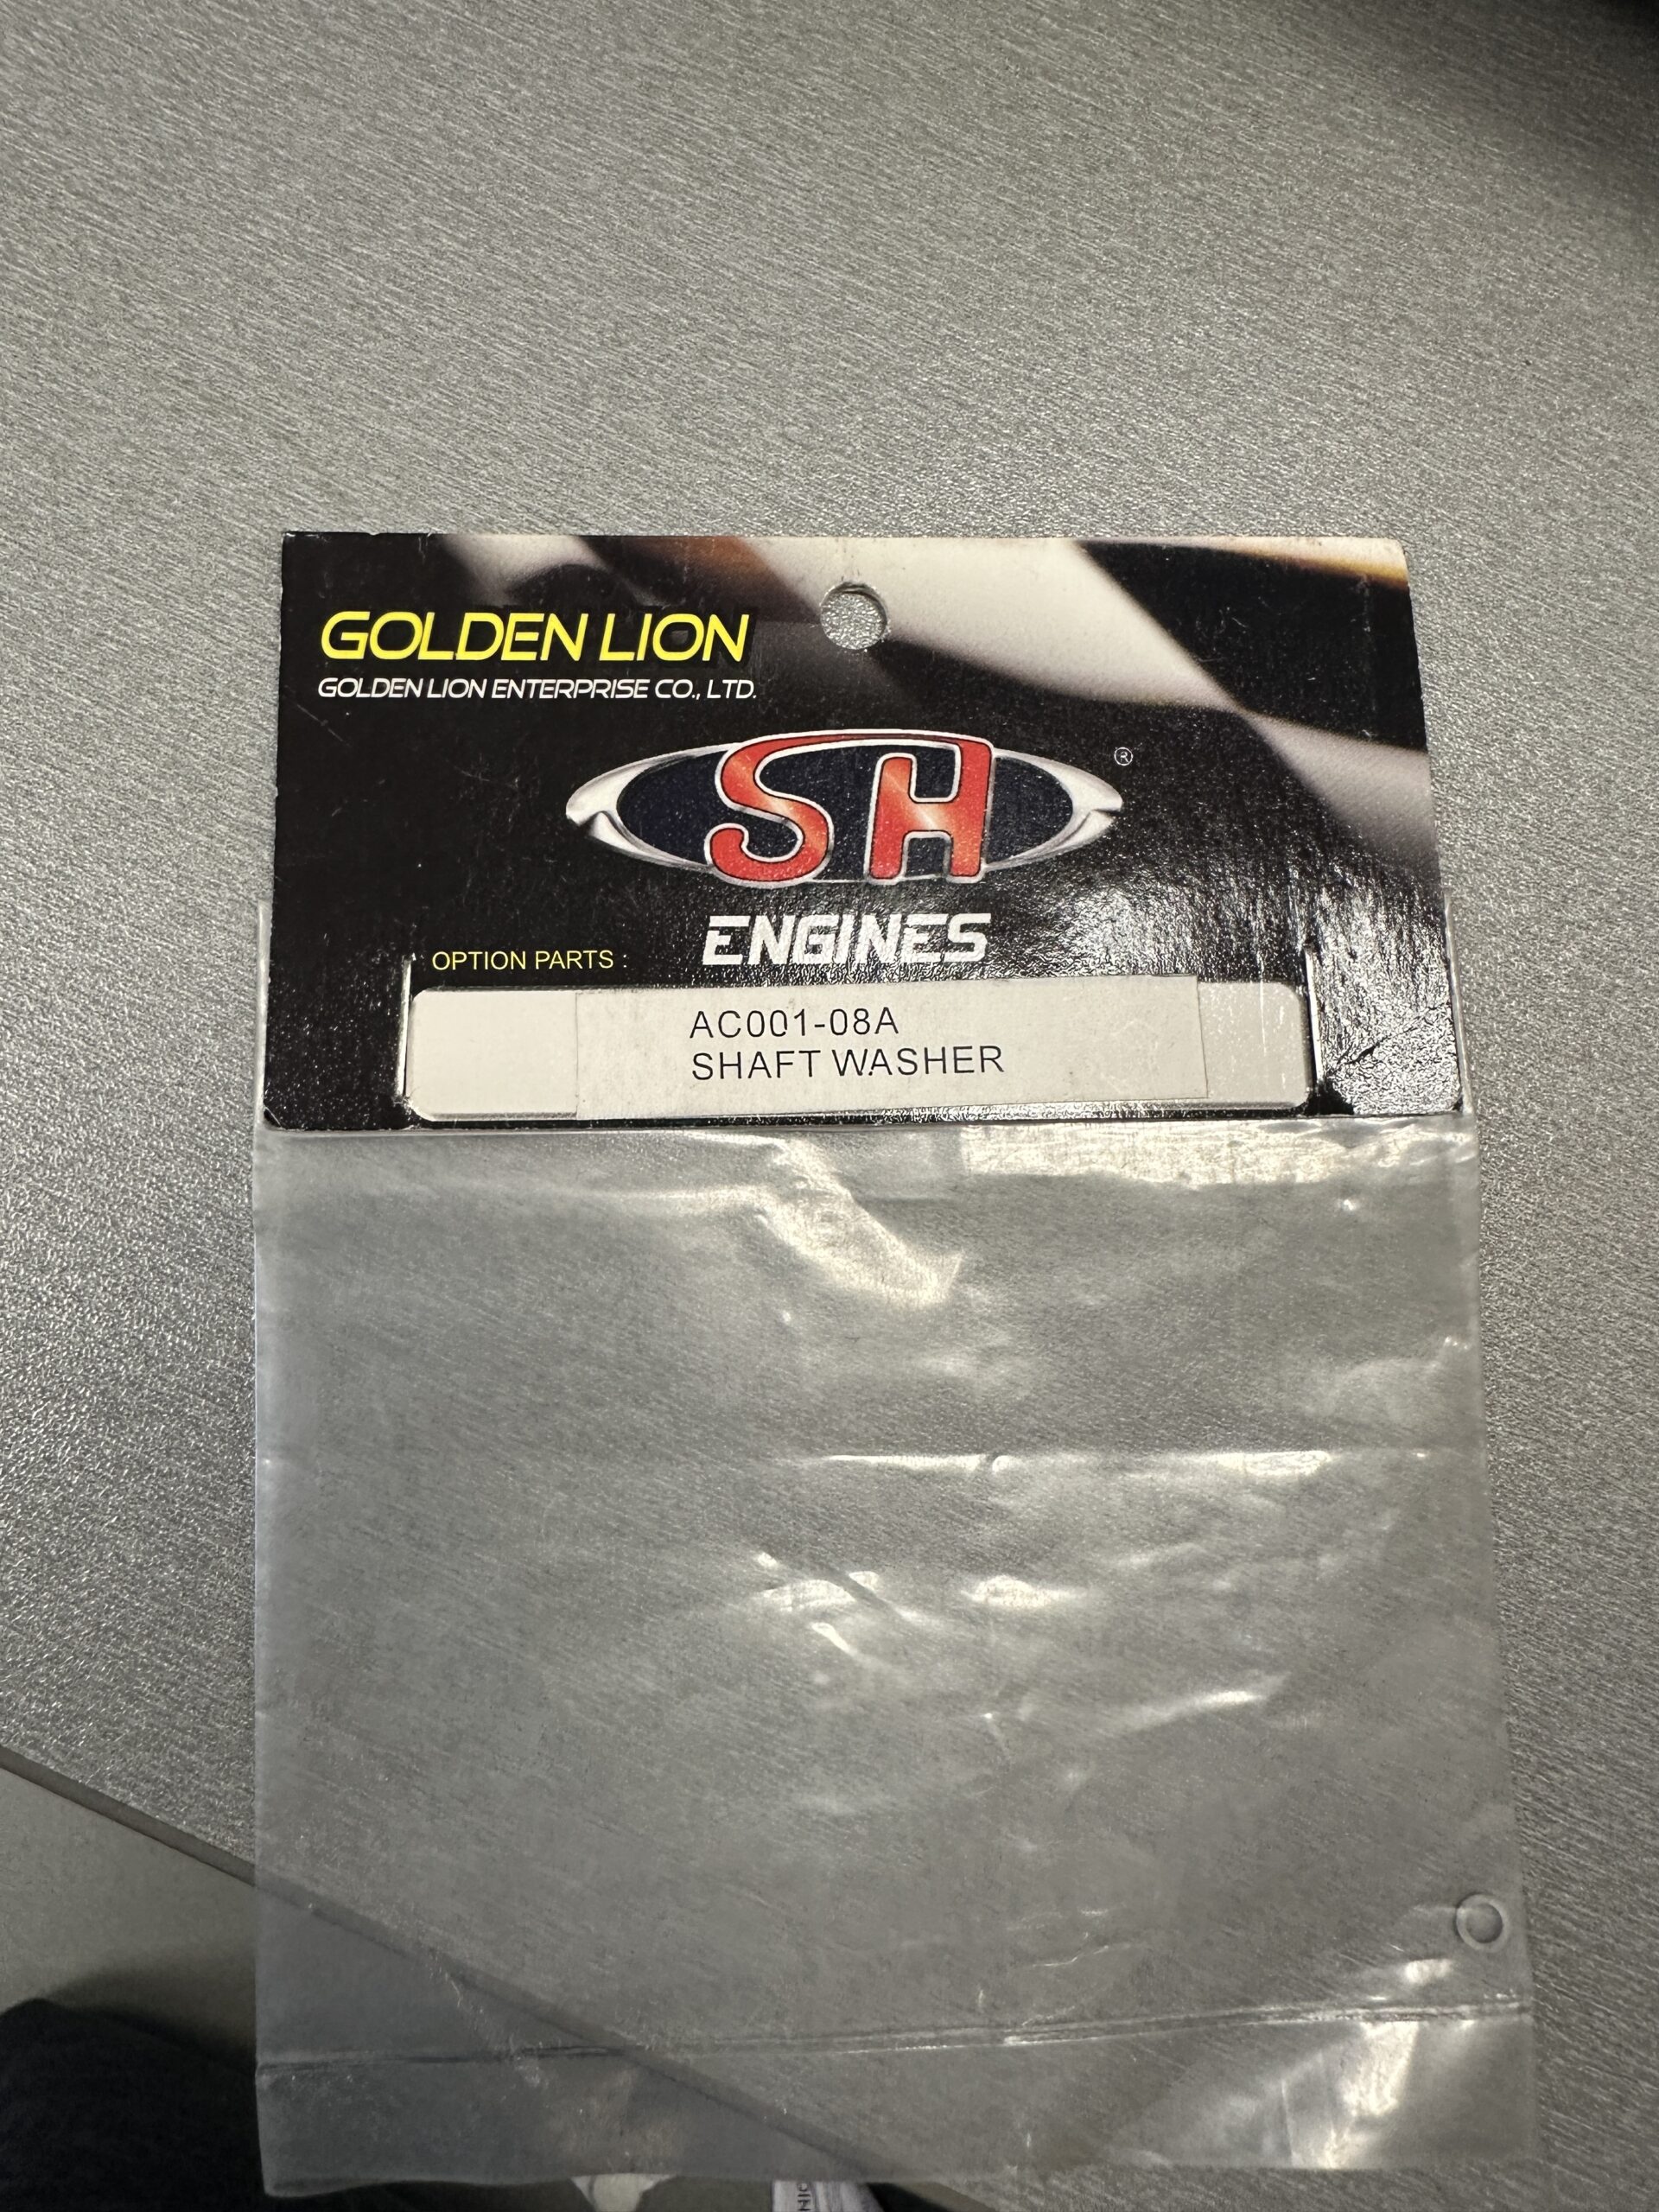 GOLDEN LION
GOLDEN LION ENTERPRISE CO., LTD.
SH ®
ENGINES
OPTION PARTS :
AC001-08A
SHAFT WASHER